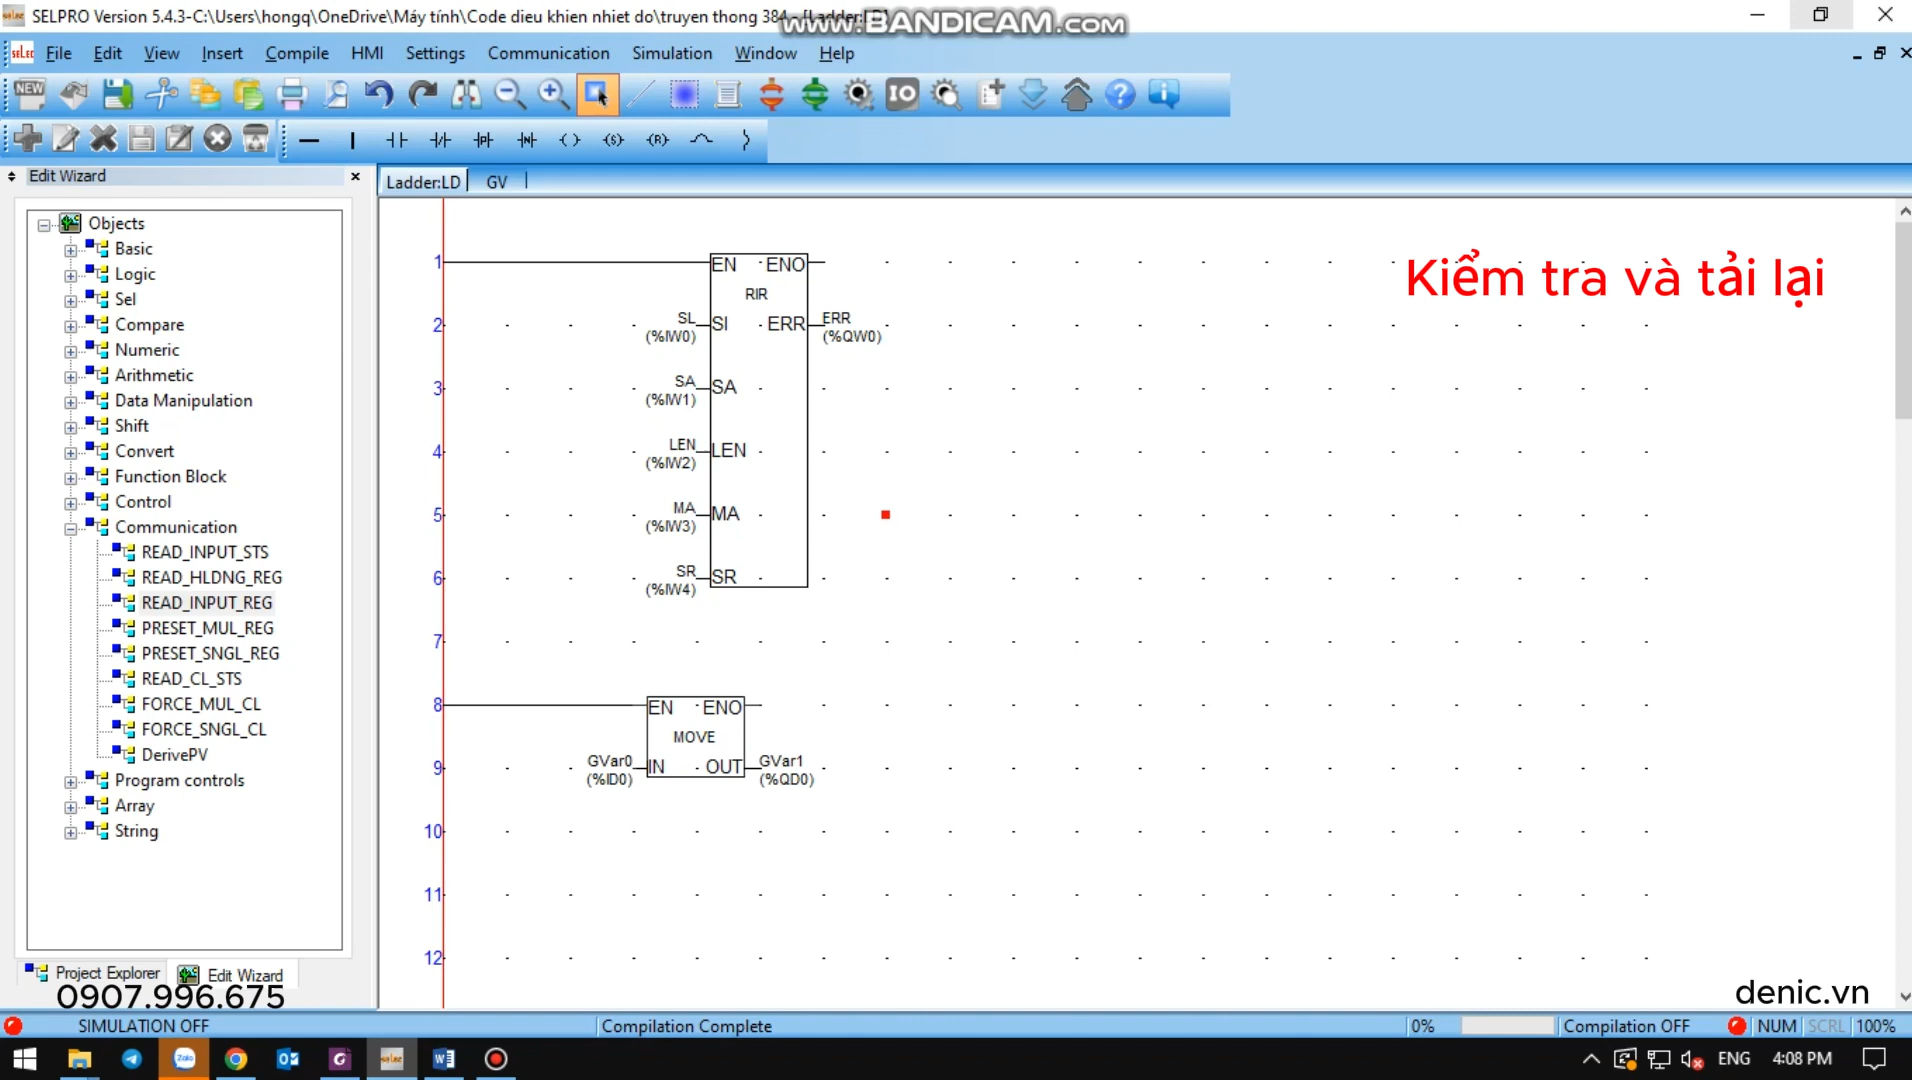 SELPRO Version 5.4.3-C:\Users\hongq\OneDrive\Máy tính\Code dieu khien nhiet do\truyen thong 384 - [Ladder:LD]
www.BANDICAM.com
File Edit View Insert Compile HMI Settings Communication Simulation Window Help
NEW IO
(S) (R)
Edit Wizard
Ladder:LD GV
Objects
Basic
Logic
Sel
Compare
Numeric
Arithmetic
Data Manipulation
Shift
Convert
Function Block
Control
Communication
READ_INPUT_STS
READ_HLDNG_REG
READ_INPUT_REG
PRESET_MUL_REG
PRESET_SNGL_REG
READ_CL_STS
FORCE_MUL_CL
FORCE_SNGL_CL
DerivePV
Program controls
Array
String
Project Explorer Edit Wizard
0907.996.675
Kiểm tra và tải lại
1 EN ENO
RIR
2 SL SI ERR ERR
(%IW0) (%QW0)
3 SA SA
(%IW1)
4 LEN LEN
(%IW2)
5 MA MA
(%IW3)
6 SR SR
(%IW4)
7
8 EN ENO
MOVE
9 GVar0 IN OUT GVar1
(%ID0) (%QD0)
10
11
12
denic.vn
SIMULATION OFF Compilation Complete 0% Compilation OFF NUM SCRL 100%
Zalo selec ENG 4:08 PM